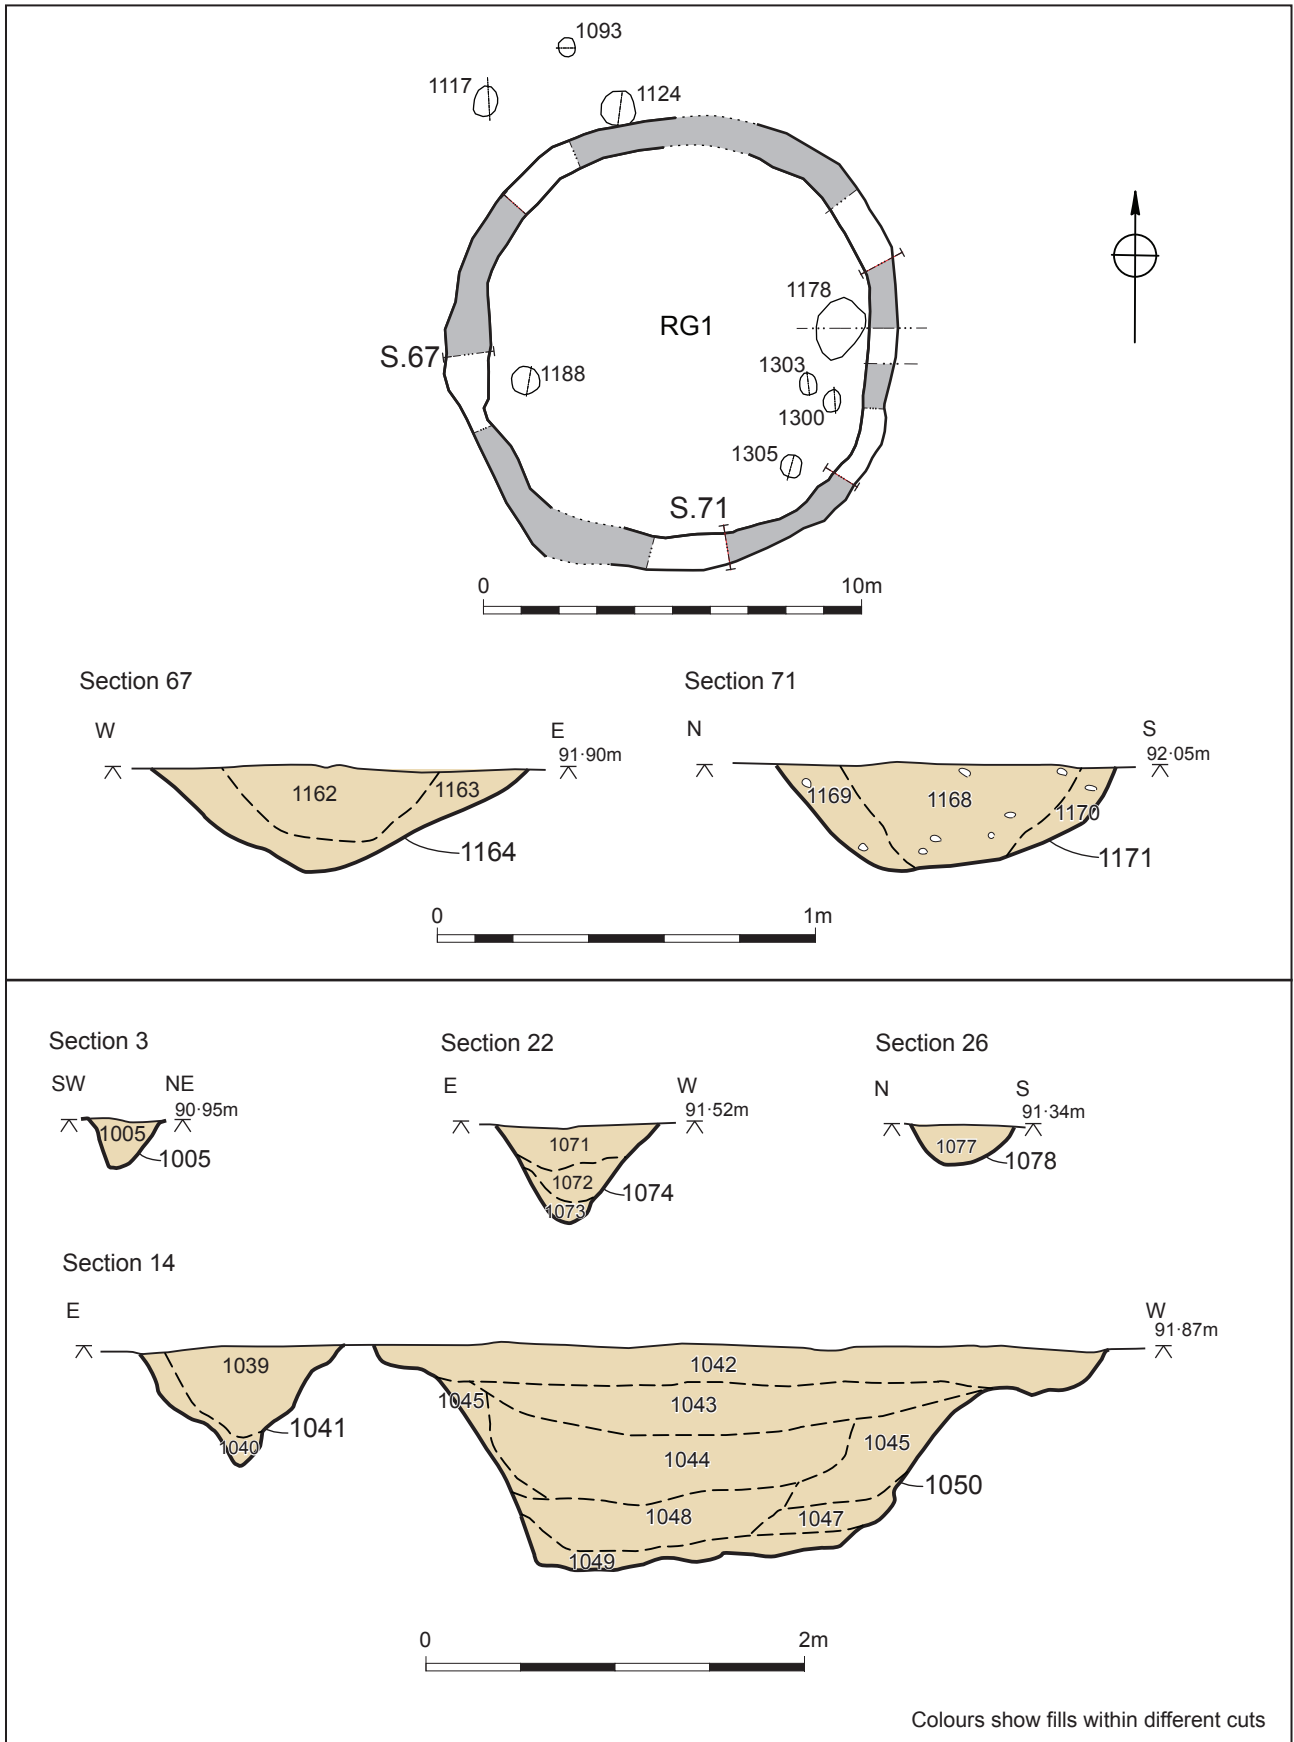 1093
1117
1124
1178
RG1
S.67
1188
1303
1300
1305
S.71
0 10m
Section 67
Section 71
W E
91·90m
N S
92·05m
1162
1163
1164
1169
1168
1170
1171
0 1m
Section 3
Section 22
Section 26
SW NE
90·95m
E W
91·52m
N S
91·34m
1005
1005
1071
1072
1073
1074
1077
1078
Section 14
E W
91·87m
1039
1040
1041
1042
1045
1043
1044
1045
1050
1048
1047
1049
0 2m
Colours show fills within different cuts